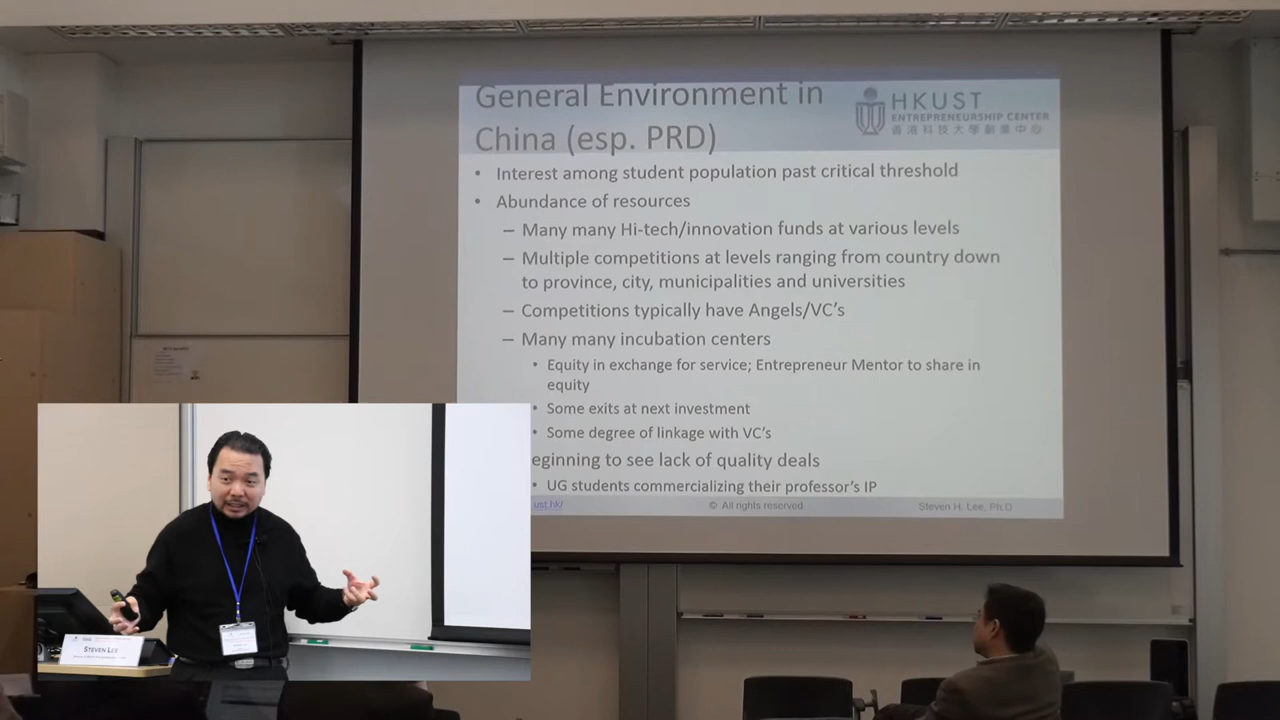 General Environment in
China (esp. PRD)
HKUST
ENTREPRENEURSHIP CENTER
香港科技大學創業中心
• Interest among student population past critical threshold
• Abundance of resources
– Many many Hi-tech/innovation funds at various levels
– Multiple competitions at levels ranging from country down
to province, city, municipalities and universities
– Competitions typically have Angels/VC's
– Many many incubation centers
• Equity in exchange for service; Entrepreneur Mentor to share in
equity
• Some exits at next investment
• Some degree of linkage with VC's
eginning to see lack of quality deals
• UG students commercializing their professor's IP
ust.hk/
© All rights reserved
Steven H. Lee, Ph.D
STEVEN LEE